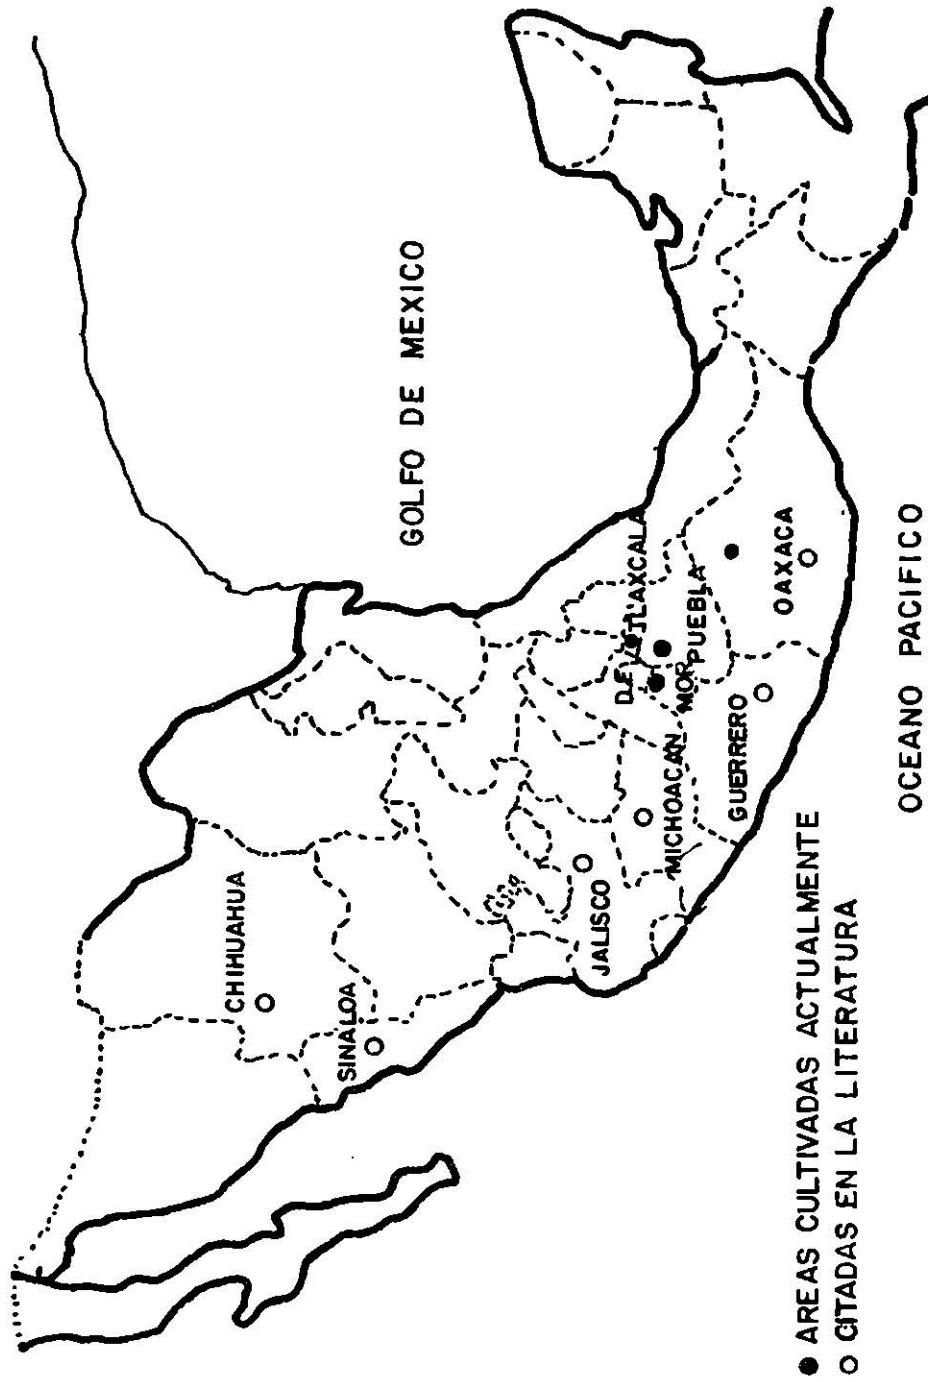 CHIHUAHUA
SINALOA
GOLFO DE MEXICO
JALISCO
D.F.
TLAXCALA
MICHOACAN
MOR.
PUEBLA
GUERRERO
OAXACA
AREAS CULTIVADAS ACTUALMENTE
CITADAS EN LA LITERATURA
OCEANO PACIFICO